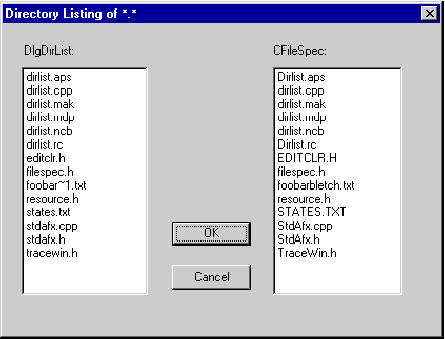 Directory Listing of *.*
DlgDirList:
dirlist.aps
dirlist.cpp
dirlist.mak
dirlist.mdp
dirlist.ncb
dirlist.rc
editclr.h
filespec.h
foobar~1.txt
resource.h
states.txt
stdafx.cpp
stdafx.h
tracewin.h
OK
Cancel
CFileSpec:
Dirlist.aps
dirlist.cpp
dirlist.mak
dirlist.mdp
dirlist.ncb
Dirlist.rc
EDITCLR.H
filespec.h
foobarbletch.txt
resource.h
STATES.TXT
StdAfx.cpp
StdAfx.h
TraceWin.h